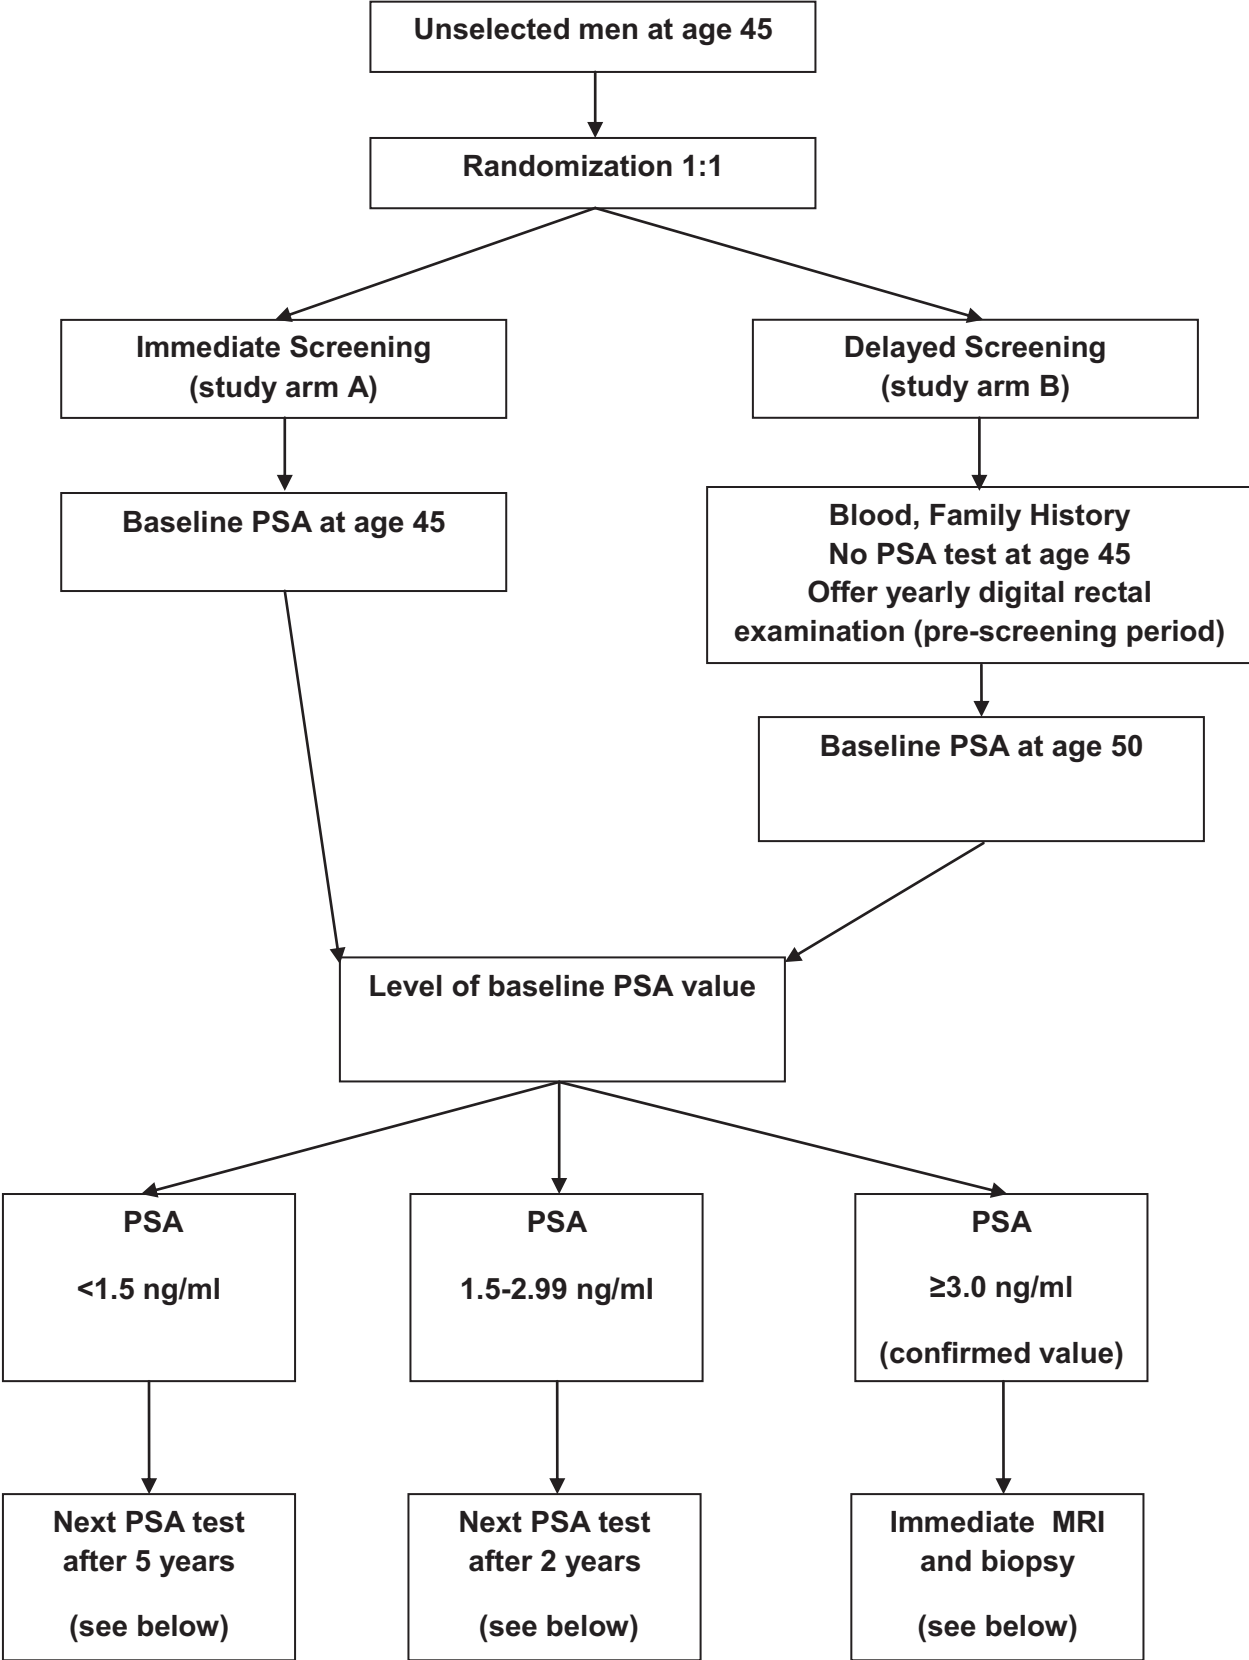 Unselected men at age 45
Randomization 1:1
Immediate Screening
(study arm A)
Delayed Screening
(study arm B)
Baseline PSA at age 45
Blood, Family History
No PSA test at age 45
Offer yearly digital rectal
examination (pre-screening period)
Baseline PSA at age 50
Level of baseline PSA value
PSA
<1.5 ng/ml
PSA
1.5-2.99 ng/ml
PSA
≥3.0 ng/ml
(confirmed value)
Next PSA test
after 5 years
(see below)
Next PSA test
after 2 years
(see below)
Immediate MRI
and biopsy
(see below)